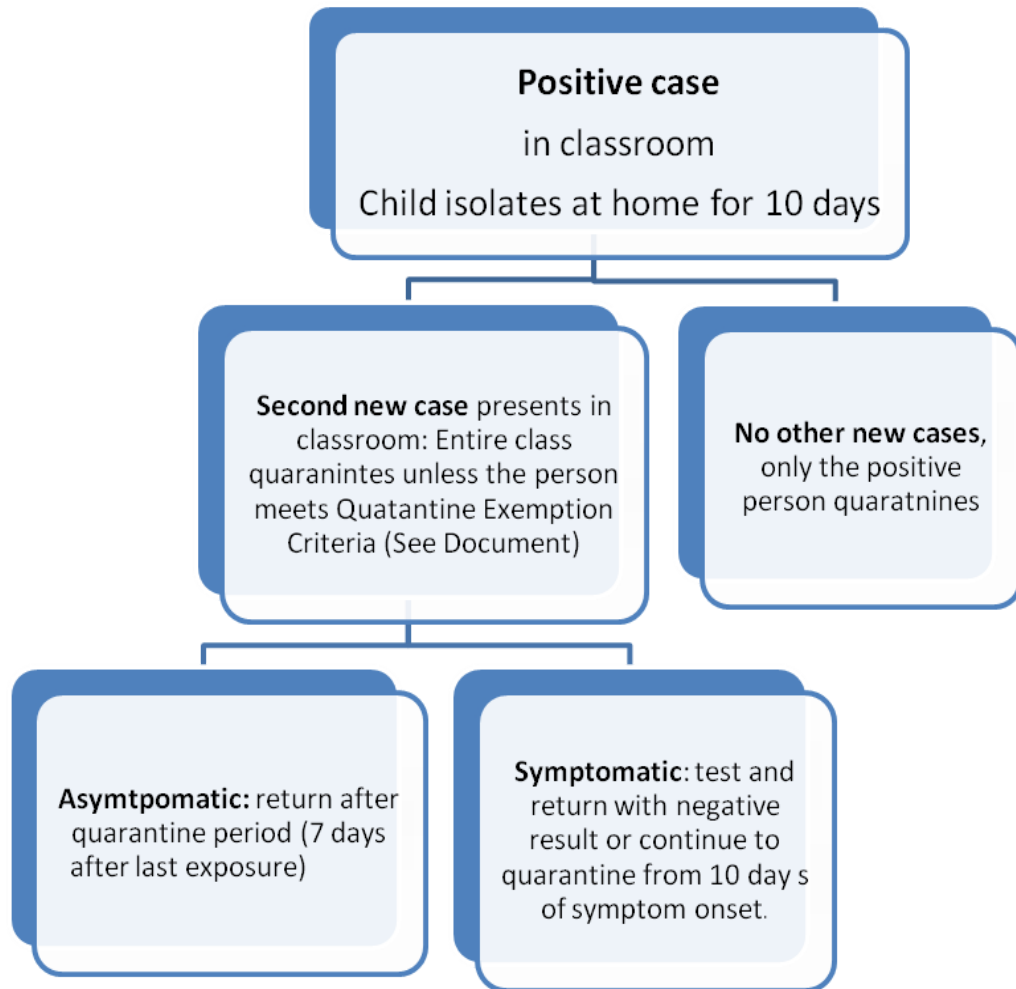 Positive case
in classroom
Child isolates at home for 10 days
Second new case presents in
classroom: Entire class
quaranintes unless the person
meets Quatantine Exemption
Criteria (See Document)
No other new cases,
only the positive
person quaratnines
Asymtpomatic: return after
quarantine period (7 days
after last exposure)
Symptomatic: test and
return with negative
result or continue to
quarantine from 10 day s
of symptom onset.